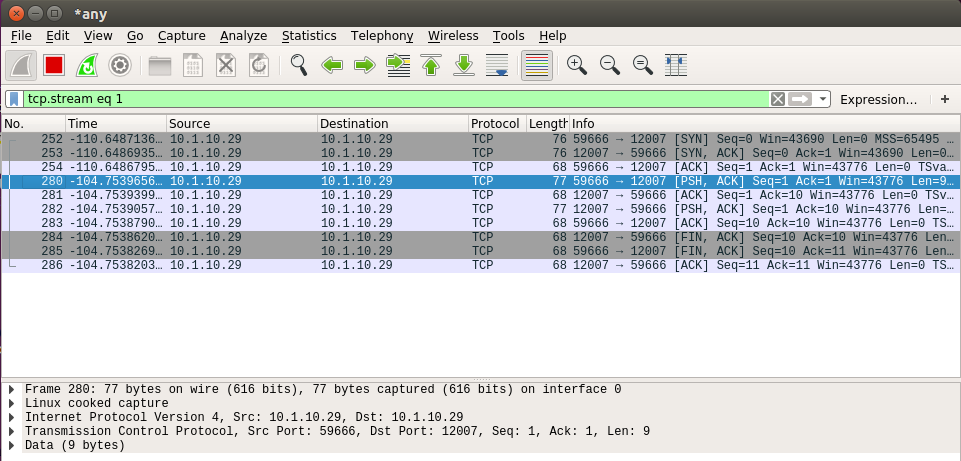 *any
File Edit View Go Capture Analyze Statistics Telephony Wireless Tools Help
tcp.stream eq 1 Expression... +
No. Time Source Destination Protocol Length Info
252 -110.6487136... 10.1.10.29 10.1.10.29 TCP 76 59666 → 12007 [SYN] Seq=0 Win=43690 Len=0 MSS=65495 ...
253 -110.6486935... 10.1.10.29 10.1.10.29 TCP 76 12007 → 59666 [SYN, ACK] Seq=0 Ack=1 Win=43690 Len=0...
254 -110.6486795... 10.1.10.29 10.1.10.29 TCP 68 59666 → 12007 [ACK] Seq=1 Ack=1 Win=43776 Len=0 TSva...
280 -104.7539656... 10.1.10.29 10.1.10.29 TCP 77 59666 → 12007 [PSH, ACK] Seq=1 Ack=1 Win=43776 Len=9...
281 -104.7539399... 10.1.10.29 10.1.10.29 TCP 68 12007 → 59666 [ACK] Seq=1 Ack=10 Win=43776 Len=0 TSv...
282 -104.7539057... 10.1.10.29 10.1.10.29 TCP 77 12007 → 59666 [PSH, ACK] Seq=1 Ack=10 Win=43776 Len=...
283 -104.7538790... 10.1.10.29 10.1.10.29 TCP 68 59666 → 12007 [ACK] Seq=10 Ack=10 Win=43776 Len=0 TS...
284 -104.7538620... 10.1.10.29 10.1.10.29 TCP 68 59666 → 12007 [FIN, ACK] Seq=10 Ack=10 Win=43776 Len...
285 -104.7538269... 10.1.10.29 10.1.10.29 TCP 68 12007 → 59666 [FIN, ACK] Seq=10 Ack=11 Win=43776 Len...
286 -104.7538203... 10.1.10.29 10.1.10.29 TCP 68 12007 → 59666 [ACK] Seq=11 Ack=11 Win=43776 Len=0 TS...
Frame 280: 77 bytes on wire (616 bits), 77 bytes captured (616 bits) on interface 0
Linux cooked capture
Internet Protocol Version 4, Src: 10.1.10.29, Dst: 10.1.10.29
Transmission Control Protocol, Src Port: 59666, Dst Port: 12007, Seq: 1, Ack: 1, Len: 9
Data (9 bytes)